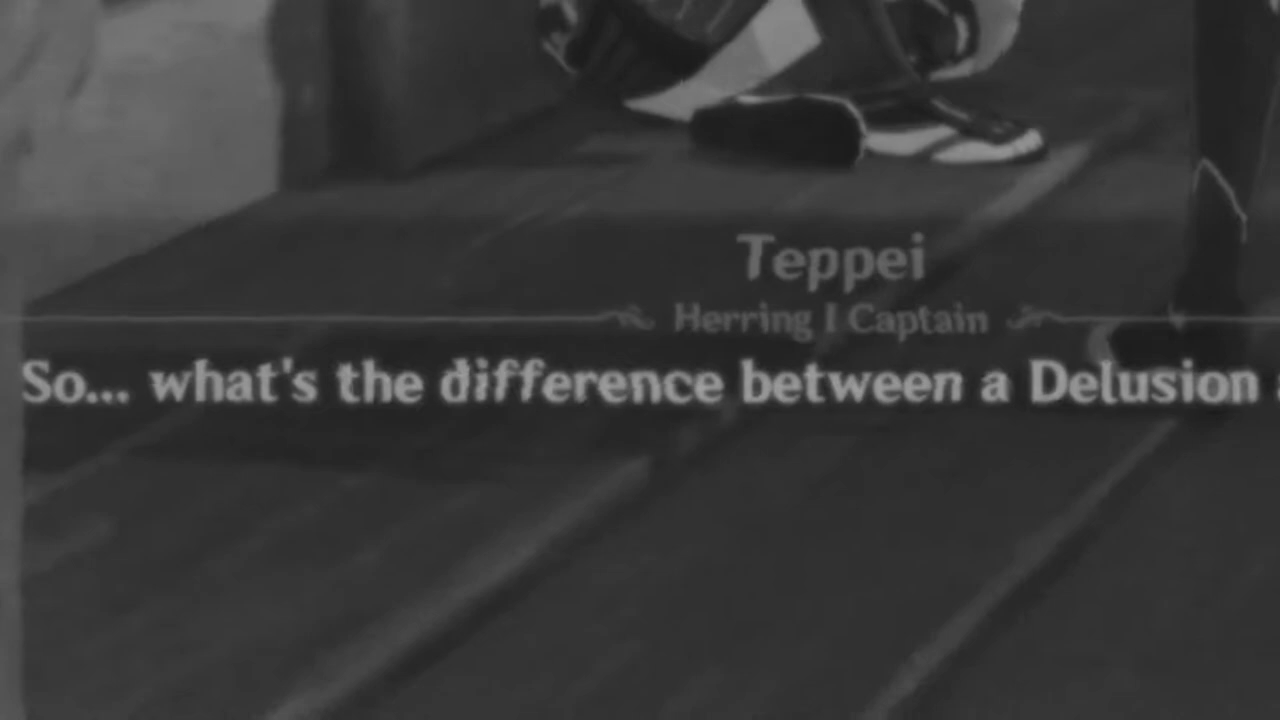 Teppei
Herring I Captain
So... what's the difference between a Delusion